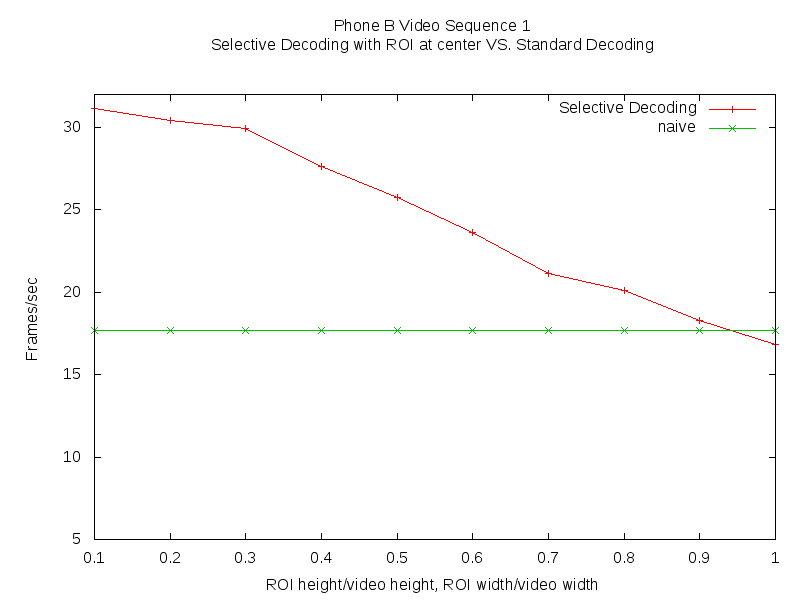 Phone B Video Sequence 1
Selective Decoding with ROI at center VS. Standard Decoding
Selective Decoding
naive
30
25
20
15
10
5
Frames/sec
0.1 0.2 0.3 0.4 0.5 0.6 0.7 0.8 0.9 1
ROI height/video height, ROI width/video width